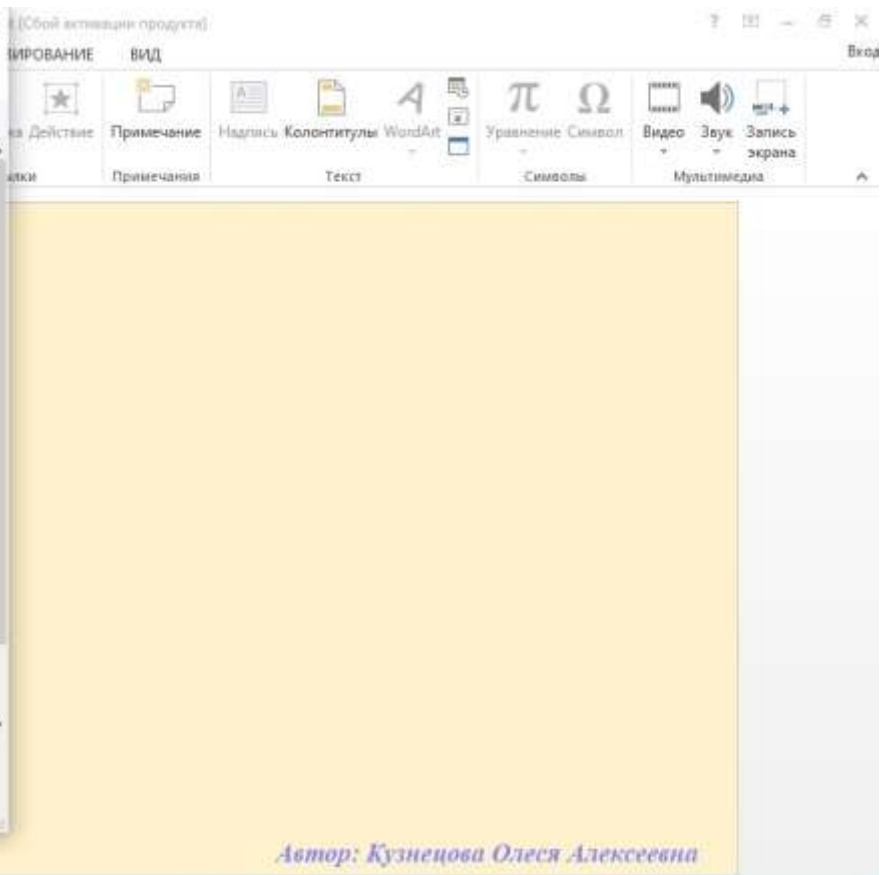 (Сбой активации продукта)
ВИД
Вход
Действие
Примечание
Надпись Колонтитулы WordArt
Уравнение Символ
Видео Звук Запись экрана
Примечания
Текст
Символы
Мультимедиа
Автор: Кузнецова Олеся Алексеевна